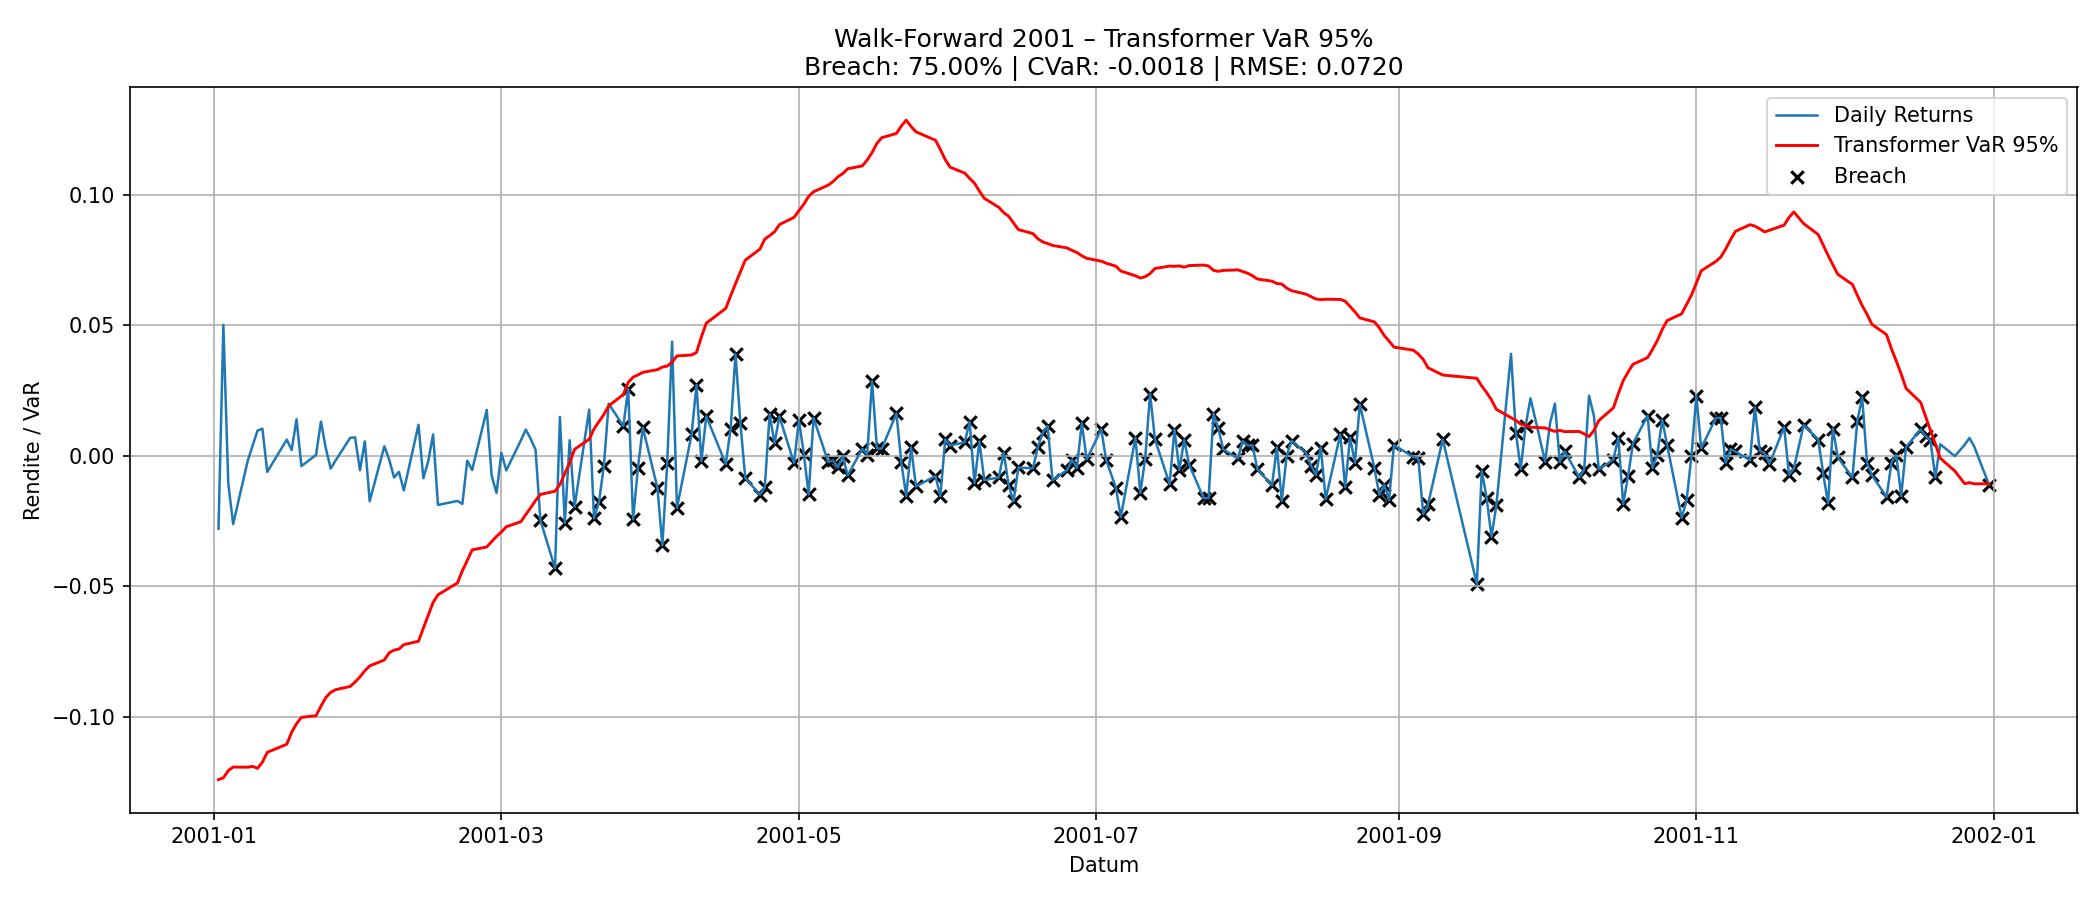 Walk-Forward 2001 – Transformer VaR 95%
Breach: 75.00% | CVaR: -0.0018 | RMSE: 0.0720
Daily Returns
Transformer VaR 95%
Breach
Rendite / VaR
0.10
0.05
0.00
−0.05
−0.10
2001-01
2001-03
2001-05
2001-07
2001-09
2001-11
2002-01
Datum